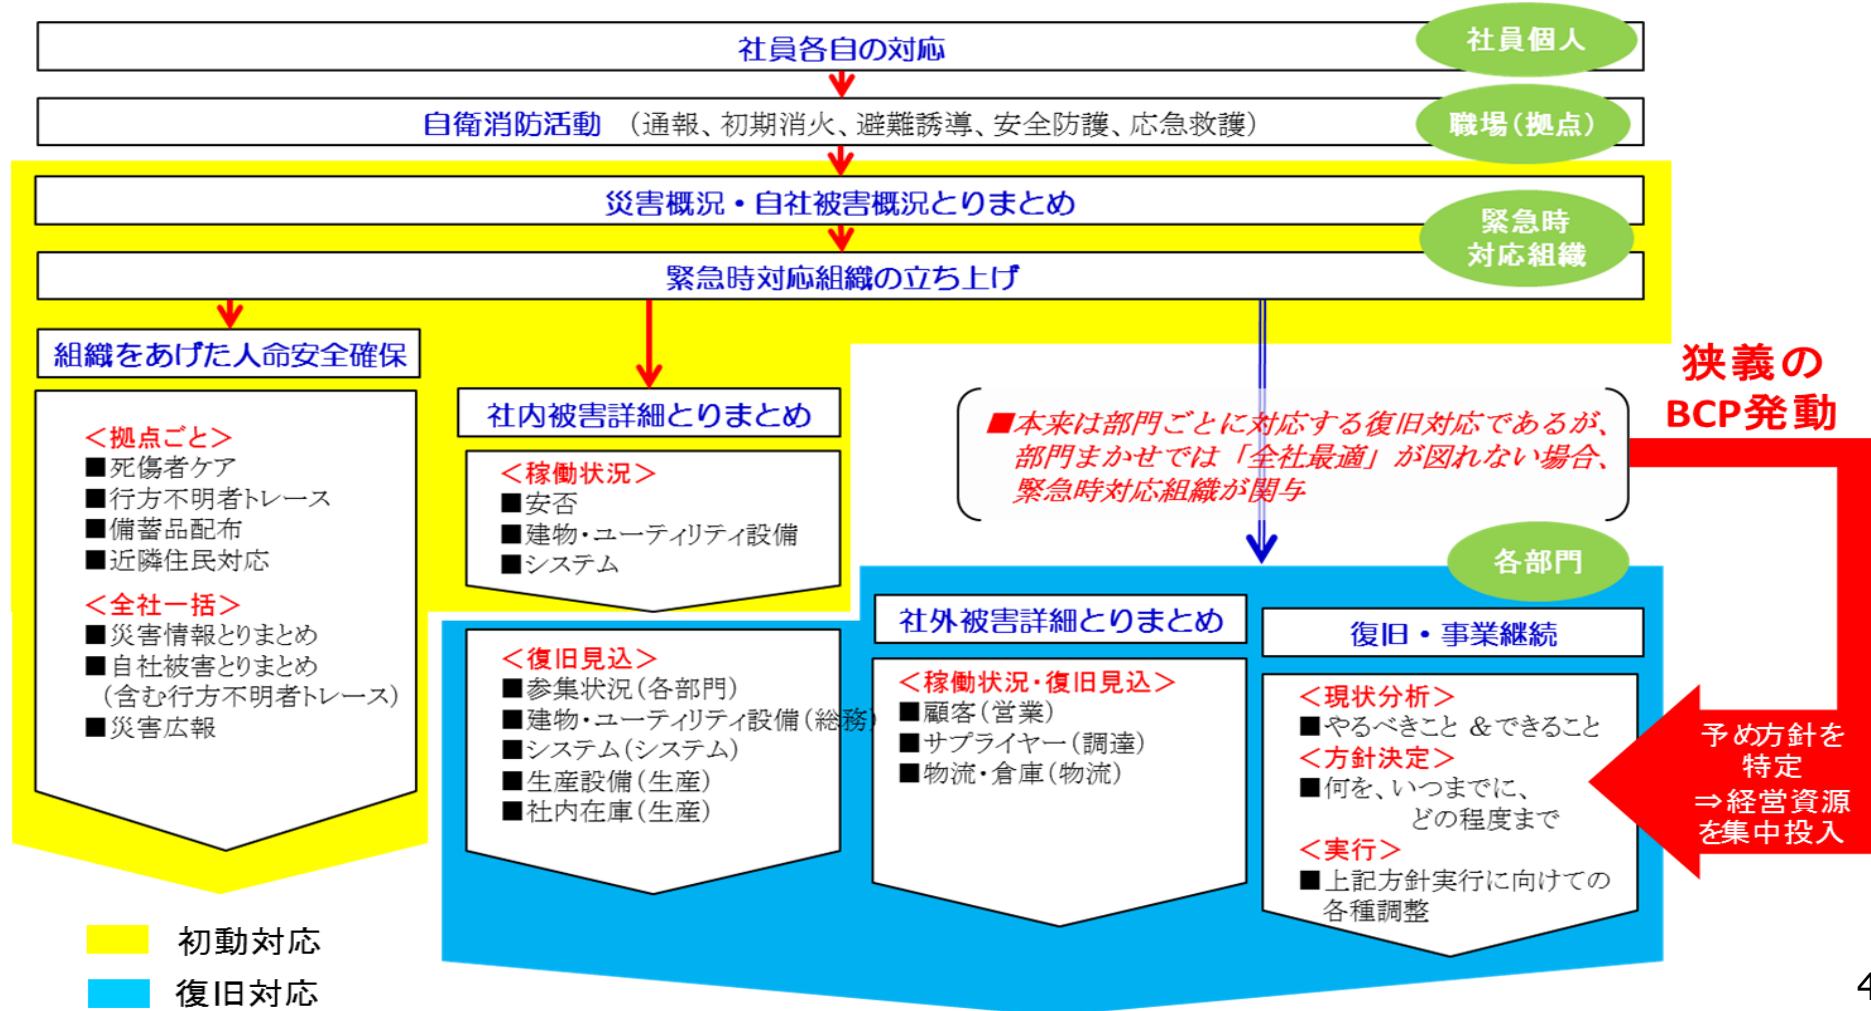 社員各自の対応
社員個人
自衛消防活動 （通報、初期消火、避難誘導、安全防護、応急救護）
職場（拠点）
災害概況・自社被害概況とりまとめ
緊急時
対応組織
緊急時対応組織の立ち上げ
組織をあげた人命安全確保
＜拠点ごと＞
■死傷者ケア
■行方不明者トレース
■備蓄品配布
■近隣住民対応
＜全社一括＞
■災害情報とりまとめ
■自社被害とりまとめ
（含む行方不明者トレース）
■災害広報
社内被害詳細とりまとめ
＜稼働状況＞
■安否
■建物・ユーティリティ設備
■システム
＜復旧見込＞
■参集状況（各部門）
■建物・ユーティリティ設備（総務）
■システム（システム）
■生産設備（生産）
■社内在庫（生産）
■本来は部門ごとに対応する復旧対応であるが、
部門まかせでは「全社最適」が図れない場合、
緊急時対応組織が関与
狭義の
BCP発動
各部門
社外被害詳細とりまとめ
＜稼働状況・復旧見込＞
■顧客（営業）
■サプライヤー（調達）
■物流・倉庫（物流）
復旧・事業継続
＜現状分析＞
■やるべきこと ＆できること
＜方針決定＞
■何を、いつまでに、
どの程度まで
＜実行＞
■上記方針実行に向けての
各種調整
予め方針を
特定
⇒経営資源
を集中投入
初動対応
復旧対応
4